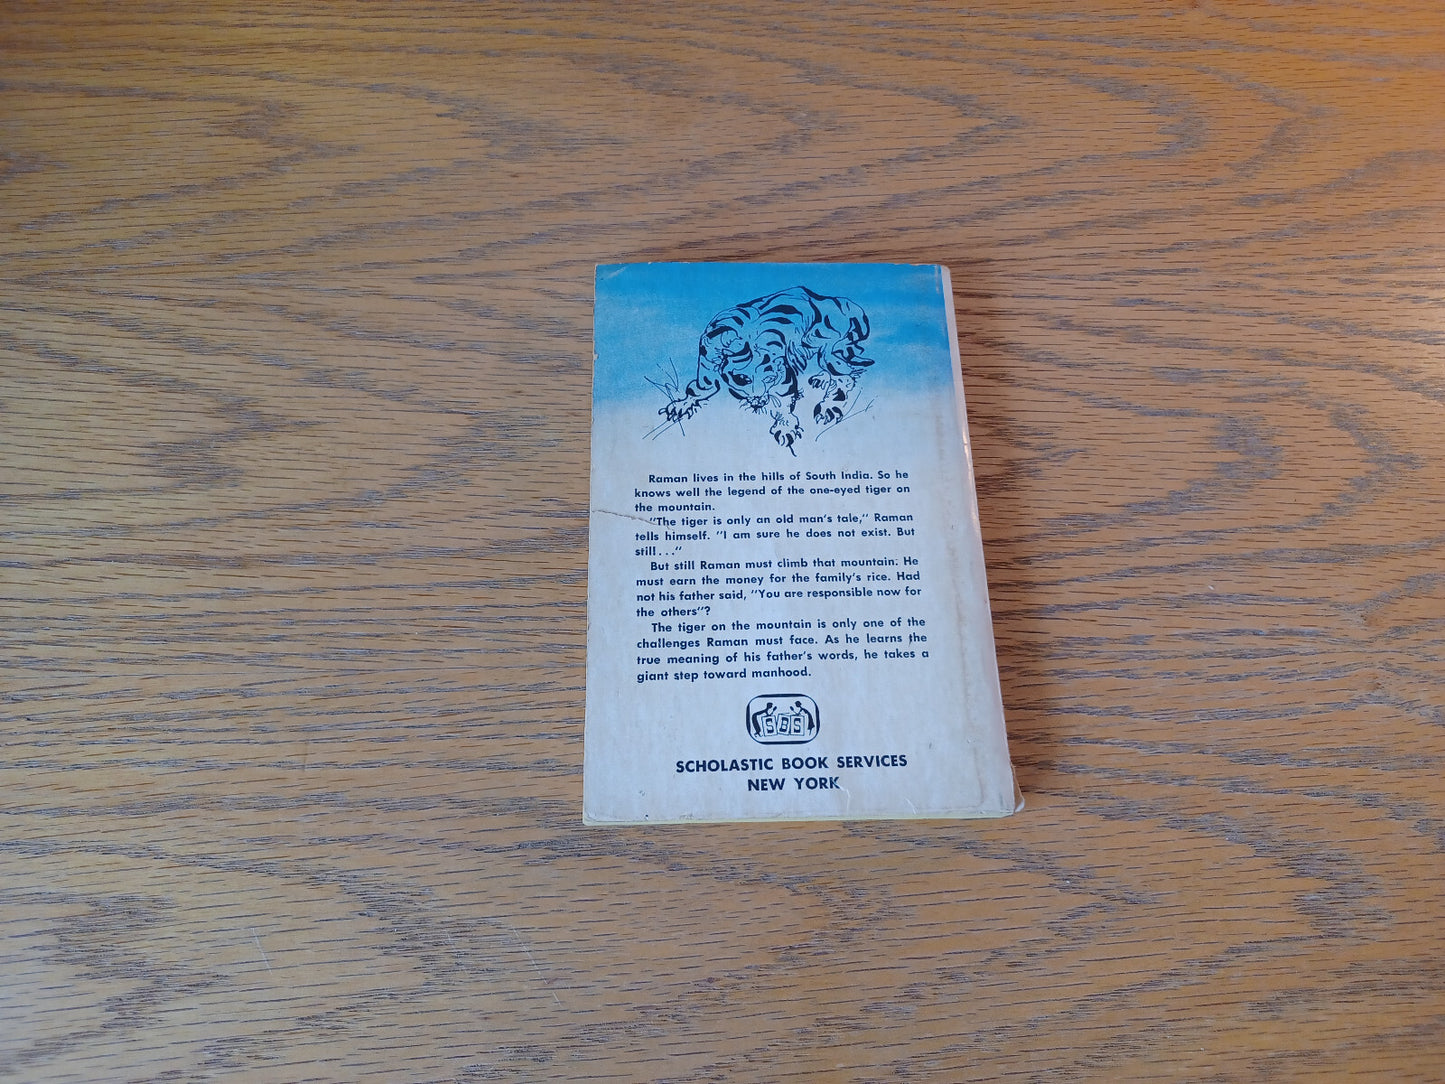 Raman lives in the hills of South India. So he
knows well the legend of the one-eyed tiger on
the mountain.
"The tiger is only an old man's tale," Raman
tells himself. "I am sure he does not exist. But
still..."
But still Raman must climb that mountain. He
must earn the money for the family's rice. Had
not his father said, "You are responsible now for
the others"?
The tiger on the mountain is only one of the
challenges Raman must face. As he learns the
true meaning of his father's words, he takes a
giant step toward manhood.
SBS
SCHOLASTIC BOOK SERVICES
NEW YORK